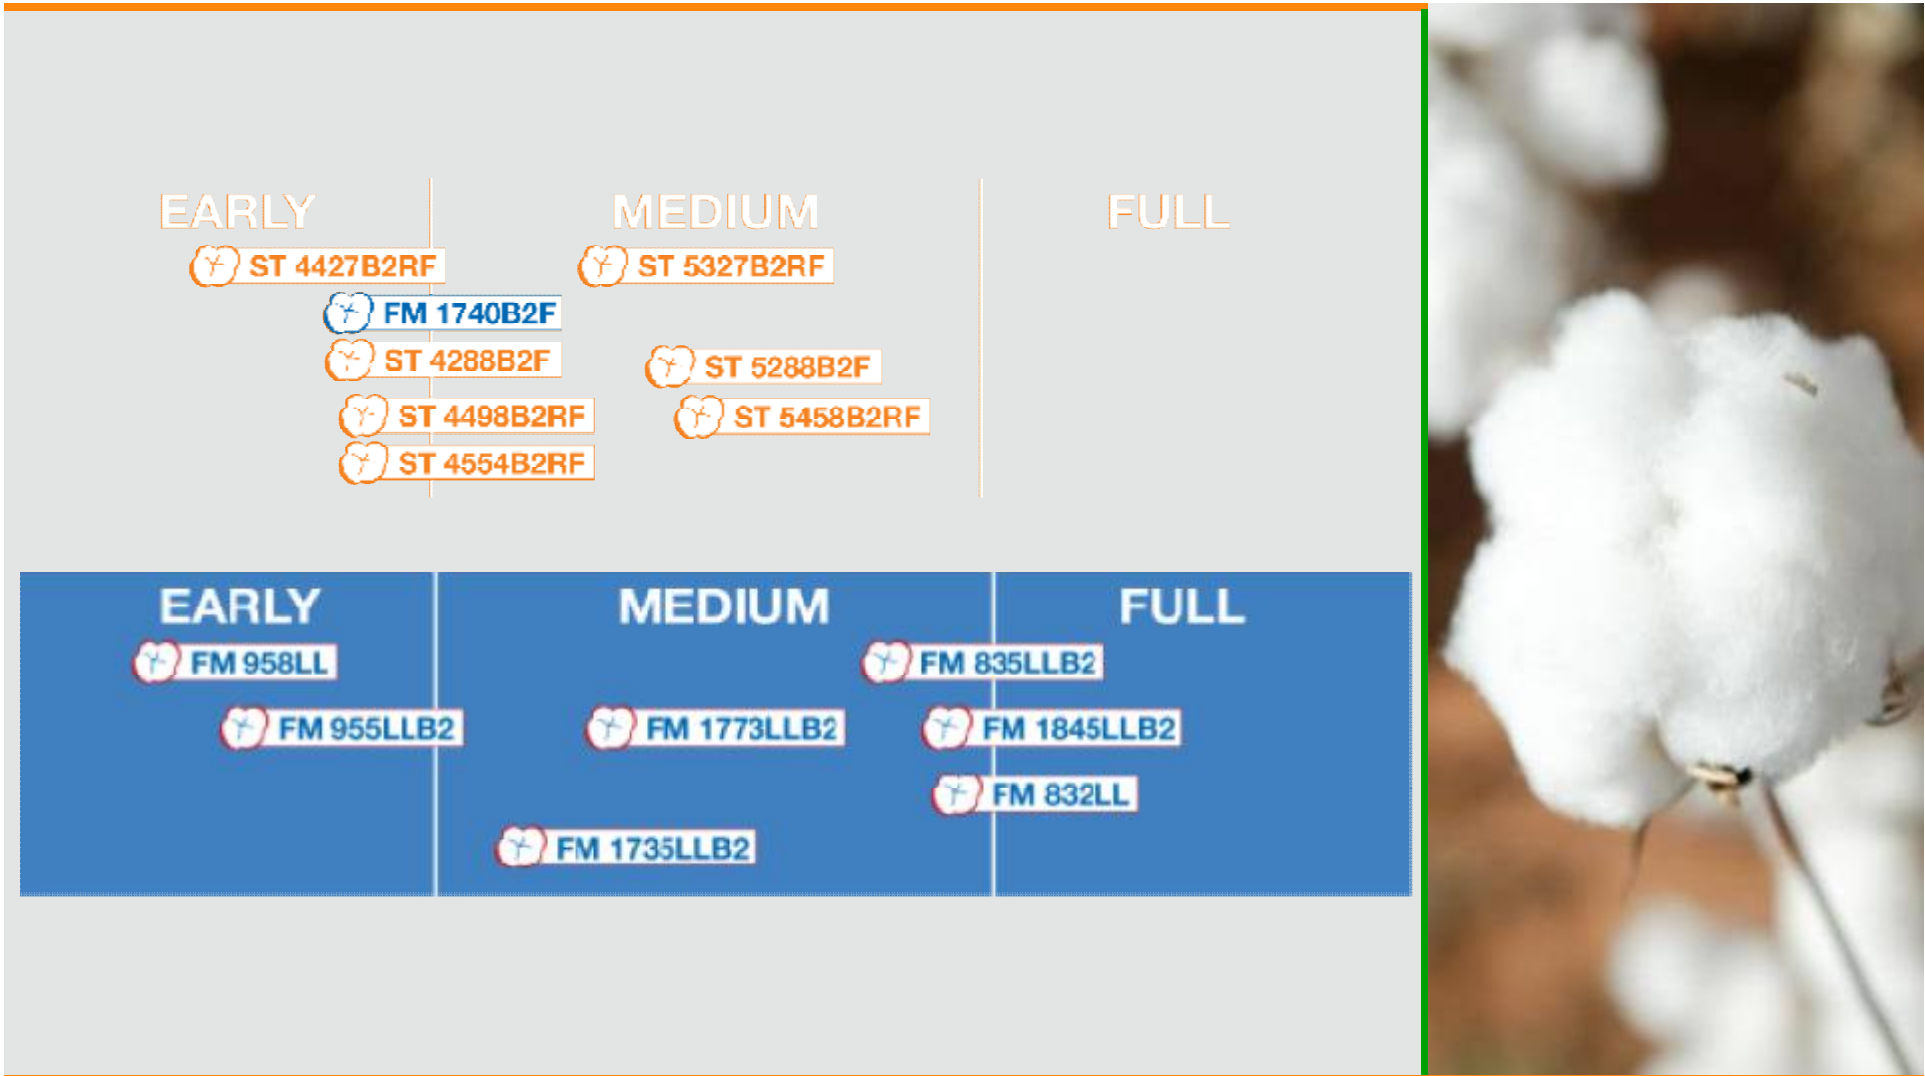 EARLY MEDIUM FULL
ST 4427B2RF ST 5327B2RF
FM 1740B2F
ST 4288B2F ST 5288B2F
ST 4498B2RF ST 5458B2RF
ST 4554B2RF
EARLY MEDIUM FULL
FM 958LL FM 835LLB2
FM 955LLB2 FM 1773LLB2 FM 1845LLB2
FM 832LL
FM 1735LLB2